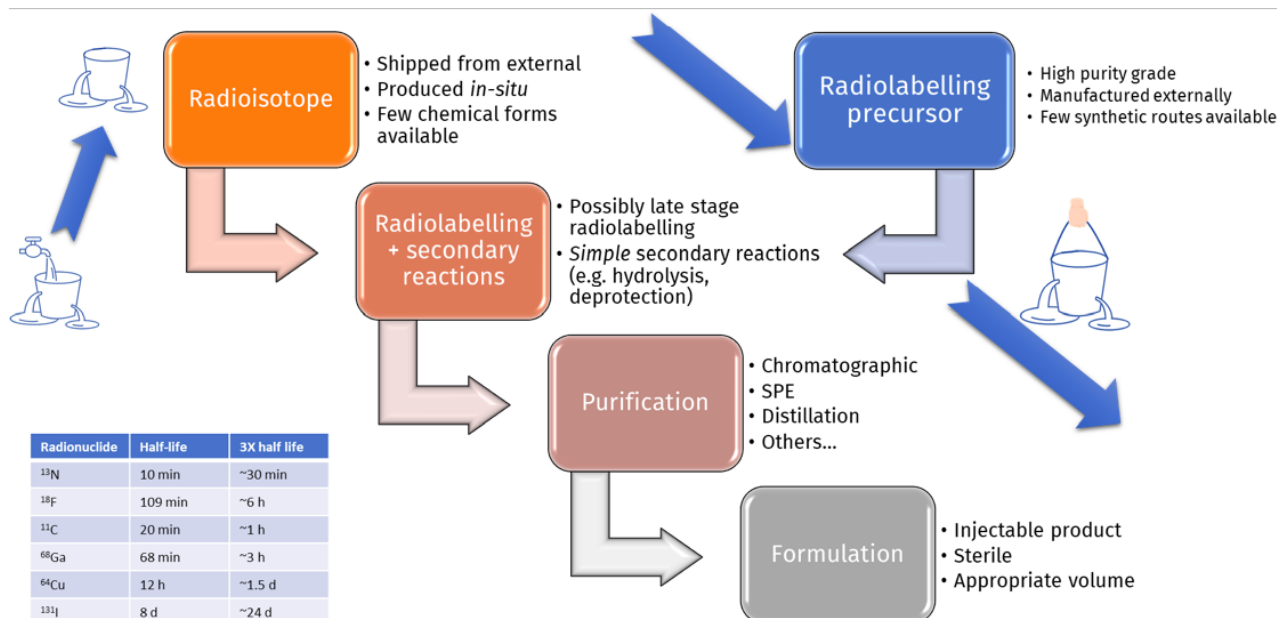 Radioisotope
• Shipped from external
• Produced in-situ
• Few chemical forms
available
Radiolabelling
precursor
• High purity grade
• Manufactured externally
• Few synthetic routes available
Radiolabelling
+ secondary
reactions
• Possibly late stage
radiolabelling
• Simple secondary reactions
(e.g. hydrolysis,
deprotection)
Purification
• Chromatographic
• SPE
• Distillation
• Others...
Formulation
• Injectable product
• Sterile
• Appropriate volume
Radionuclide Half-life 3X half life
¹³N 10 min ~30 min
¹⁸F 109 min ~6 h
¹¹C 20 min ~1 h
⁶⁸Ga 68 min ~3 h
⁶⁴Cu 12 h ~1.5 d
¹³¹I 8 d ~24 d